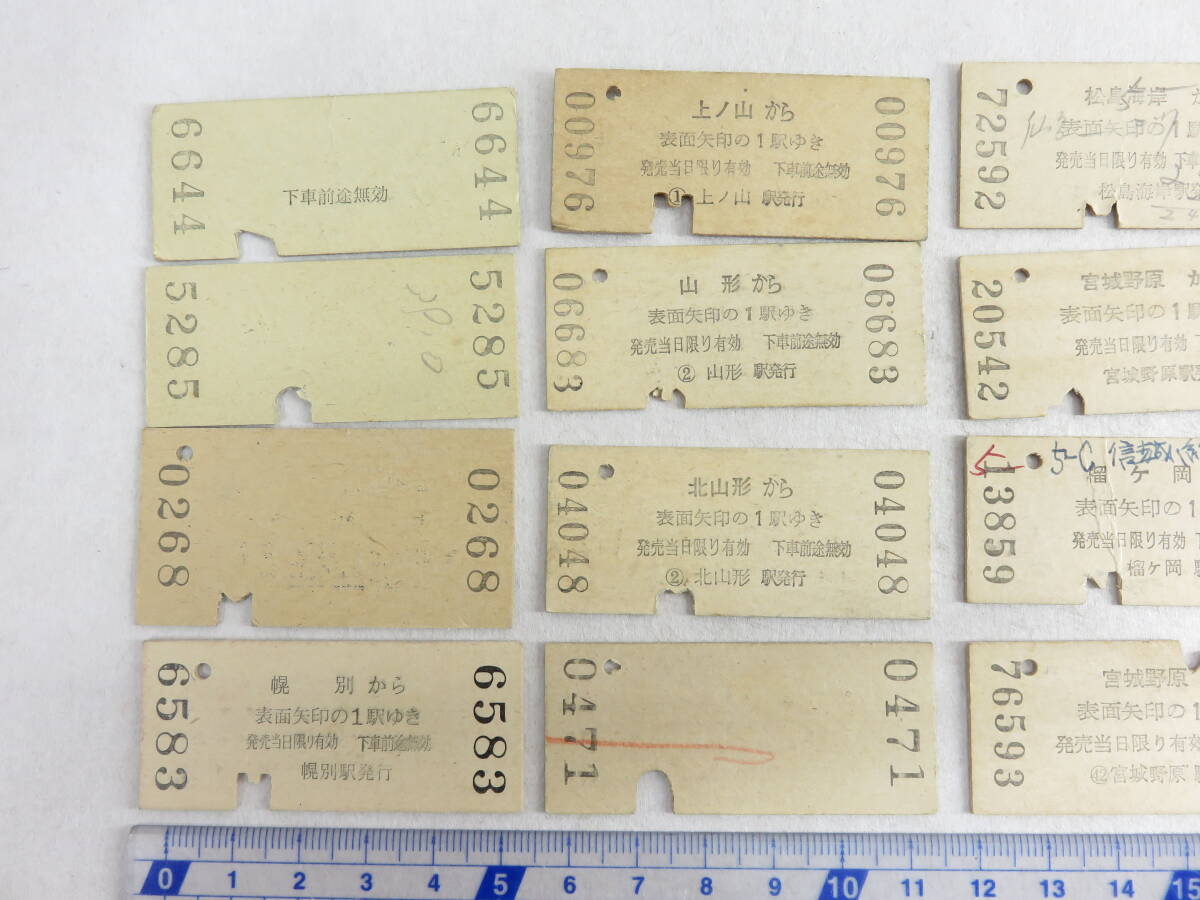 6644
下車前途無効
6644
5285
5285
0268
0268
6583
幌 別 から
表面矢印の1駅ゆき
発売当日限り有効 下車前途無効
幌別駅発行
6583
00976
上ノ山 から
表面矢印の1駅ゆき
発売当日限り有効 下車前途無効
① 上ノ山 駅発行
00976
06683
山 形 から
表面矢印の1駅ゆき
発売当日限り有効 下車前途無効
② 山形 駅発行
06683
04048
北山形 から
表面矢印の1駅ゆき
発売当日限り有効 下車前途無効
② 北山形 駅発行
04048
0471
0471
72592
松島海岸
表面矢印の1駅
発売当日限り有効
松島海岸駅
20542
宮城野原
表面矢印の1駅
発売当日限り有効
宮城野原駅
5-C
13859
榴ヶ岡
表面矢印の1
発売当日限り有効
榴ヶ岡
76593
宮城野原
表面矢印の1
発売当日限り有効
⑫宮城野原
0 1 2 3 4 5 6 7 8 9 10 11 12 13 14 15